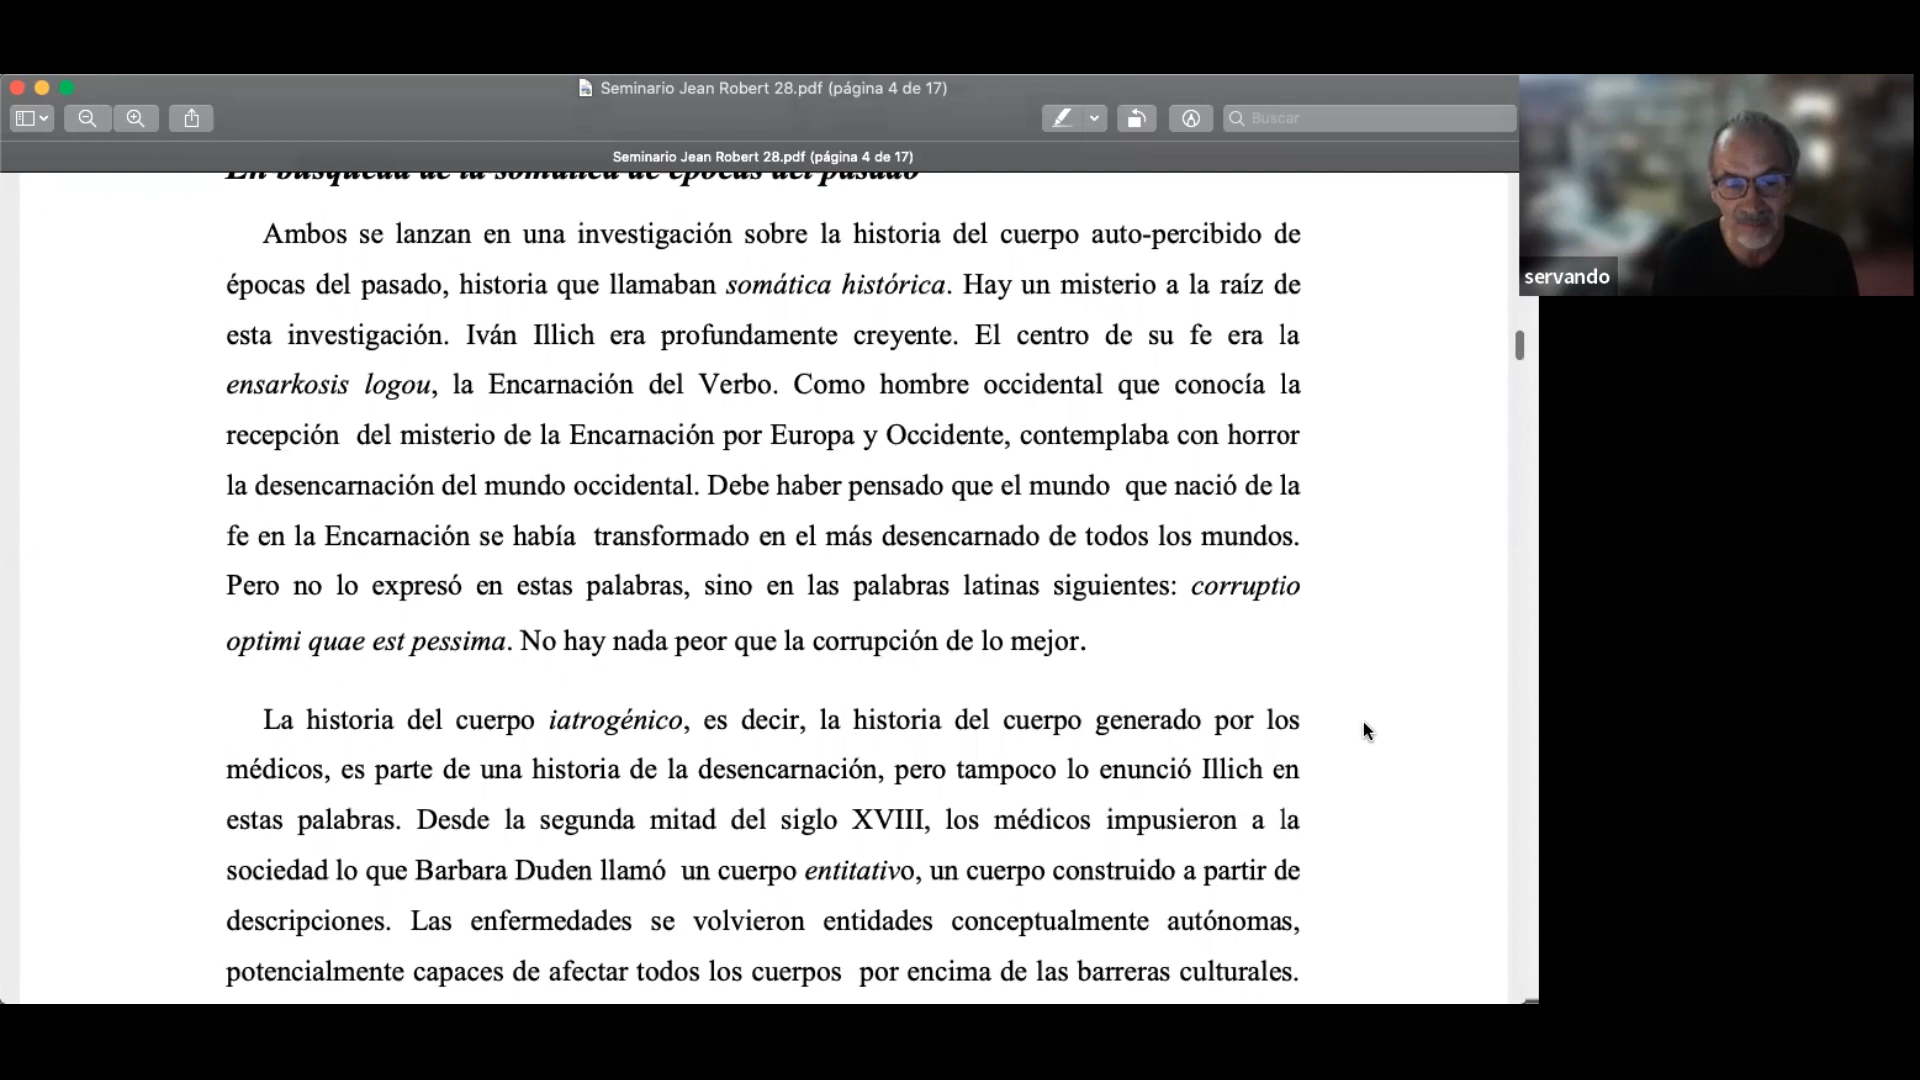 Seminario Jean Robert 28.pdf (página 4 de 17)
Buscar
Seminario Jean Robert 28.pdf (página 4 de 17)
servando
En búsqueda de la somática de épocas del pasado
Ambos se lanzan en una investigación sobre la historia del cuerpo auto-percibido de
épocas del pasado, historia que llamaban somática histórica. Hay un misterio a la raíz de
esta investigación. Iván Illich era profundamente creyente. El centro de su fe era la
ensarkosis logou, la Encarnación del Verbo. Como hombre occidental que conocía la
recepción del misterio de la Encarnación por Europa y Occidente, contemplaba con horror
la desencarnación del mundo occidental. Debe haber pensado que el mundo que nació de la
fe en la Encarnación se había transformado en el más desencarnado de todos los mundos.
Pero no lo expresó en estas palabras, sino en las palabras latinas siguientes: corruptio
optimi quae est pessima. No hay nada peor que la corrupción de lo mejor.
La historia del cuerpo iatrogénico, es decir, la historia del cuerpo generado por los
médicos, es parte de una historia de la desencarnación, pero tampoco lo enunció Illich en
estas palabras. Desde la segunda mitad del siglo XVIII, los médicos impusieron a la
sociedad lo que Barbara Duden llamó un cuerpo entitativo, un cuerpo construido a partir de
descripciones. Las enfermedades se volvieron entidades conceptualmente autónomas,
potencialmente capaces de afectar todos los cuerpos por encima de las barreras culturales.